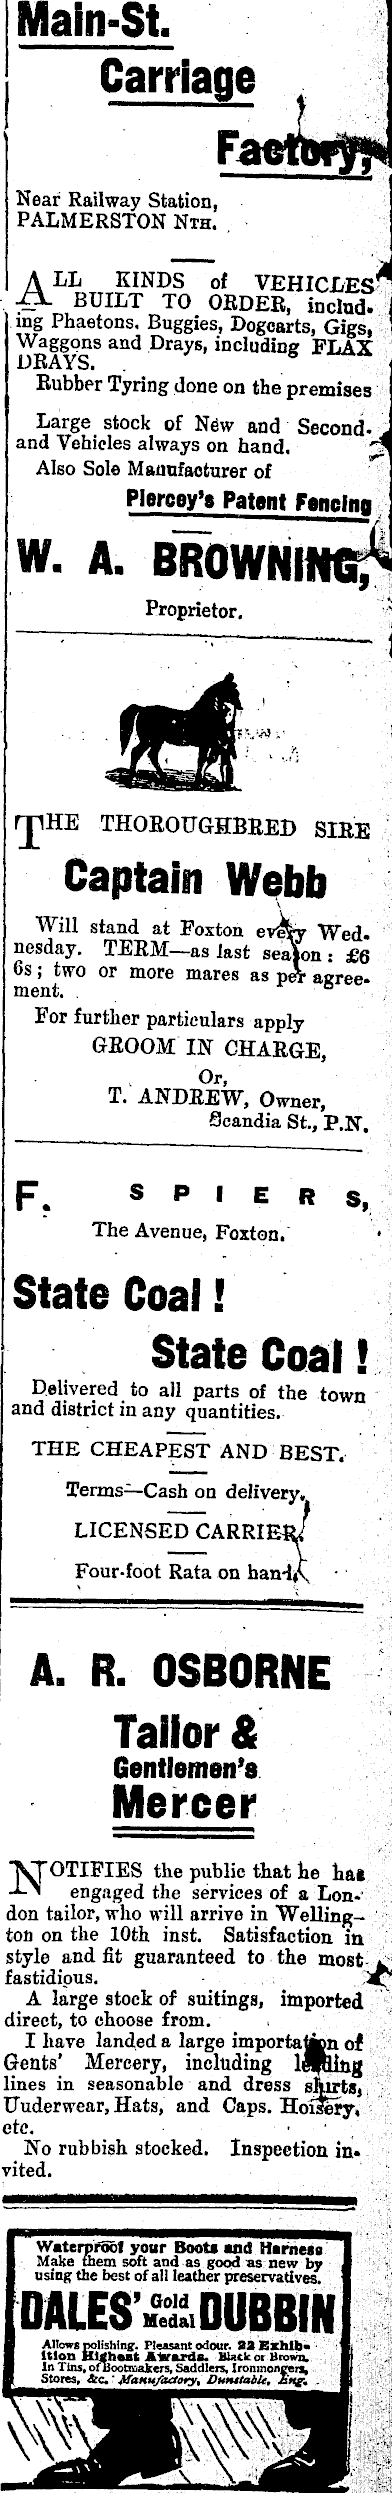 Main-St.
Carriage
Factory,
Near Railway Station,
PALMERSTON NTH.
ALL KINDS of VEHICLES
BUILT TO ORDER, includ-
ing Phaetons, Buggies, Dogcarts, Gigs,
Waggons and Drays, including FLAX
DRAYS.
Rubber Tyring done on the premises
Large stock of New and Second-
and Vehicles always on hand.
Also Sole Manufacturer of
Piercey's Patent Fencing
W. A. BROWNING,
Proprietor.
THE THOROUGHBRED SIRE
Captain Webb
Will stand at Foxton every Wed-
nesday. TERM—as last season: £6
6s; two or more mares as per agree-
ment.
For further particulars apply
GROOM IN CHARGE,
Or,
T. ANDREW, Owner,
Scandia St., P.N.
F. SPIERS,
The Avenue, Foxton.
State Coal!
State Coal!
Delivered to all parts of the town
and district in any quantities.
THE CHEAPEST AND BEST.
Terms—Cash on delivery.
LICENSED CARRIER.
Four-foot Rata on hand.
A. R. OSBORNE
Tailor &
Gentlemen's
Mercer
NOTIFIES the public that he has
engaged the services of a Lon-
don tailor, who will arrive in Welling-
ton on the 10th inst. Satisfaction in
style and fit guaranteed to the most
fastidious.
A large stock of suitings, imported
direct, to choose from.
I have landed a large importation of
Gents' Mercery, including leading
lines in seasonable and dress shirts,
Uuderwear, Hats, and Caps. Hoisery,
etc.
No rubbish stocked. Inspection in-
vited.
Waterproof your Boots and Harness
Make them soft and as good as new by
using the best of all leather preservatives.
DALES' Gold Medal DUBBIN
Allows polishing. Pleasant odour. 22 Exhib-
ition Highest Awards. Black or Brown.
In Tins, of Bootmakers, Saddlers, Ironmongers,
Stores, &c. Manufactory, Dunstable, Eng.